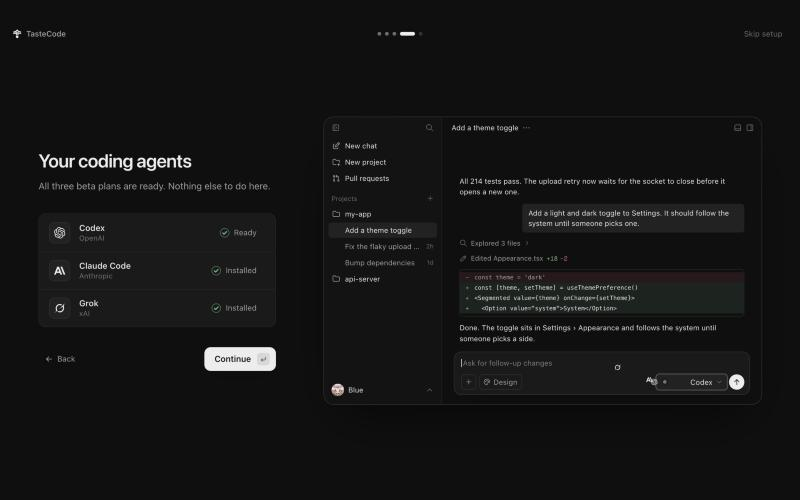 TasteCode
Skip setup
Your coding agents
All three beta plans are ready. Nothing else to do here.
Codex
OpenAI
Ready
Claude Code
Anthropic
Installed
Grok
xAI
Installed
Back
Continue
New chat
New project
Pull requests
Projects
my-app
Add a theme toggle
Fix the flaky upload ... 2h
Bump dependencies 1d
api-server
Blue
Add a theme toggle
All 214 tests pass. The upload retry now waits for the socket to close before it
opens a new one.
Add a light and dark toggle to Settings. It should follow the
system until someone picks one.
Explored 3 files
Edited Appearance.tsx +18 -2
- const theme = 'dark'
+ const [theme, setTheme] = useThemePreference()
+ <Segmented value={theme} onChange={setTheme}>
+ <Option value="system">System</Option>
Done. The toggle sits in Settings › Appearance and follows the system until
someone picks a side.
Ask for follow-up changes
Design
Codex